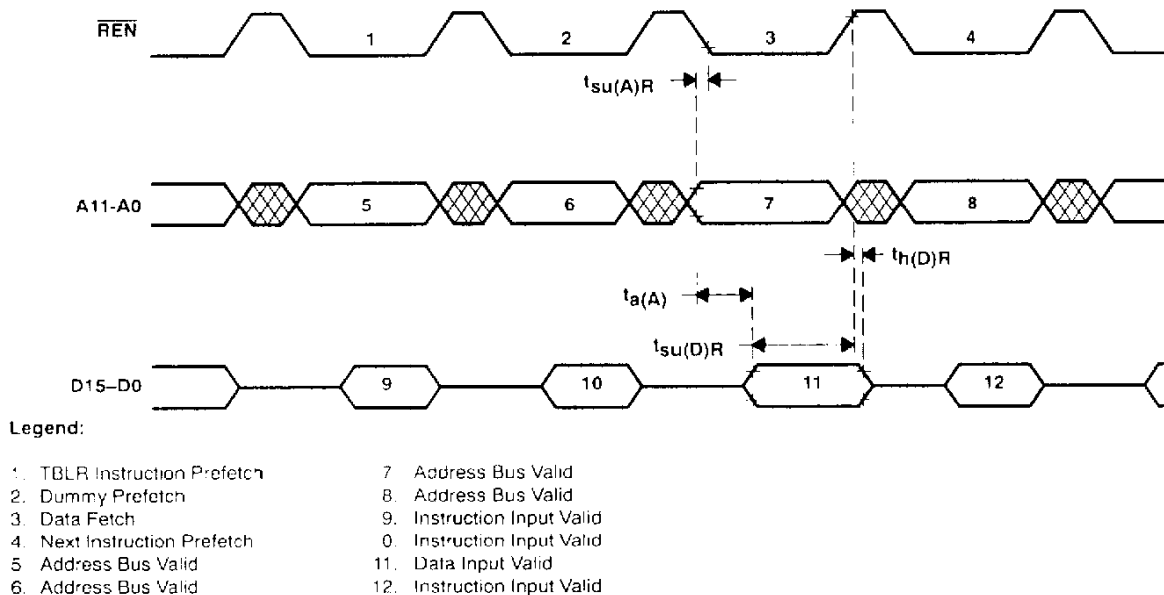 REN
1 2 3 4
tsu(A)R
A11-A0
5 6 7 8
th(D)R
ta(A)
tsu(D)R
D15–D0
9 10 11 12
Legend:
1. TBLR Instruction Prefetch
2. Dummy Prefetch
3. Data Fetch
4. Next Instruction Prefetch
5 Address Bus Valid
6. Address Bus Valid
7 Address Bus Valid
8. Address Bus Valid
9. Instruction Input Valid
0. Instruction Input Valid
11. Data Input Valid
12. Instruction Input Valid